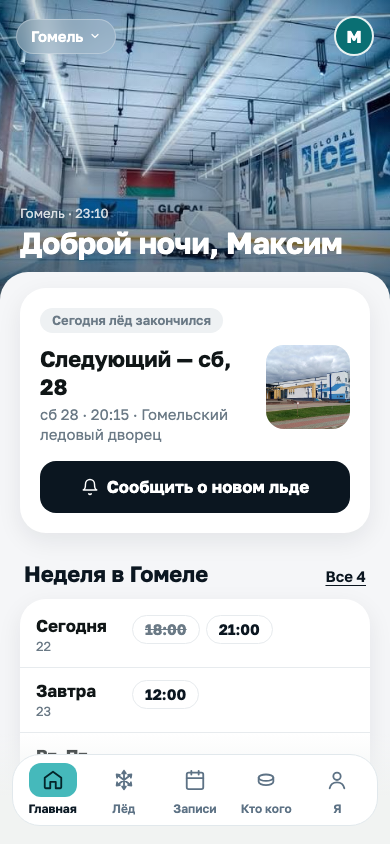 Гомель
М
GLOBAL
ICE
GLOBAL
Гомель · 23:10
Доброй ночи, Максим
Сегодня лёд закончился
Следующий — сб,
28
сб 28 · 20:15 · Гомельский
ледовый дворец
Сообщить о новом льде
Неделя в Гомеле
Все 4
Сегодня
18:00
21:00
22
Завтра
12:00
23
Главная
Лёд
Записи
Кто кого
Я